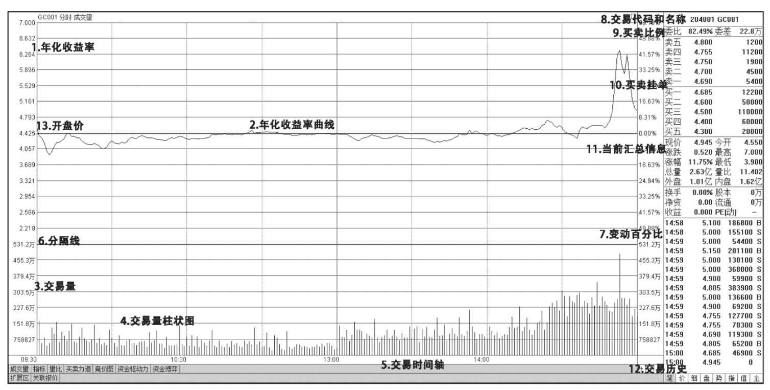 GC001 分时 成交量
8.交易代码和名称 204001 GC001
7.000
1.年化收益率
6.632
6.264
5.896
5.529
5.161
4.793
13.开盘价
4.425
4.057
3.689
3.321
2.954
2.586
2.218
2.年化收益率曲线
9.买卖比例
41.57%
33.25%
10.买卖挂单
16.63%
8.31%
0.00%
11.当前汇总信息
16.63%
24.94%
33.25%
41.57%
6.分隔线
7.变动百分比
531.2万
455.3万
379.4万
3.交易量
303.5万
227.6万
151.8万
758827
4.交易量柱状图
531.2万
455.3万
379.4万
303.5万
227.6万
151.8万
758827
09:30 10:20 13:00 14:00
5.交易时间轴
成交量 指标 量比 买卖力道 竞价图 资金驱动力 资金博弈
扩展区 关联报价
委比 82.49% 委差 22.8万
卖五 4.800 1200
卖四 4.755 11200
卖三 4.750 1900
卖二 4.700 4500
卖一 4.690 5400
买一 4.685 12200
买二 4.600 50000
买三 4.500 110000
买四 4.400 60000
买五 4.300 20000
现价 4.945 今开 4.550
涨跌 0.520 最高 7.000
涨幅 11.75% 最低 3.900
总量 2.63亿 量比 11.402
外盘 1.01亿 内盘 1.62亿
换手 0.00% 股本 0万
净资 0.00 流通 0万
收益 0.000 PE(动) -
14:58 5.100 186800 B
14:58 5.000 155100 S
14:59 5.000 54400 S
14:59 5.150 201100 B
14:59 5.000 130100 S
14:59 5.000 368000 S
14:59 4.900 59900 S
14:59 4.805 383900 S
14:59 5.000 136600 B
14:59 4.900 69200 S
14:59 4.755 127700 S
14:59 4.755 70300 S
14:59 4.690 119300 S
14:59 4.805 65200 B
15:00 4.685 46900 S
15:00 4.945 0
12.交易历史
笔 价 细 盘 势 指 值 主